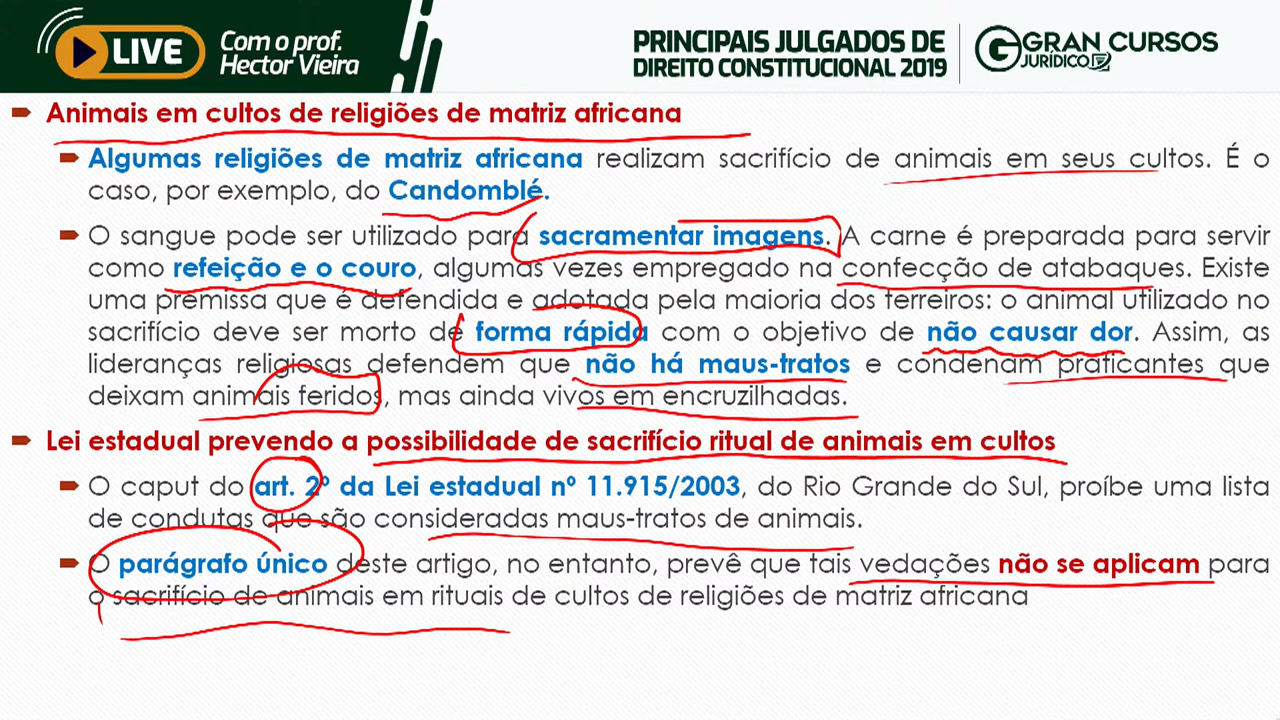 LIVE
Com o prof.
Hector Vieira
PRINCIPAIS JULGADOS DE
DIREITO CONSTITUCIONAL 2019
GRAN CURSOS
JURÍDICO
Animais em cultos de religiões de matriz africana
Algumas religiões de matriz africana realizam sacrifício de animais em seus cultos. É o
caso, por exemplo, do Candomblé.
O sangue pode ser utilizado para sacramentar imagens. A carne é preparada para servir
como refeição e o couro, algumas vezes empregado na confecção de atabaques. Existe
uma premissa que é defendida e adotada pela maioria dos terreiros: o animal utilizado no
sacrifício deve ser morto de forma rápida com o objetivo de não causar dor. Assim, as
lideranças religiosas defendem que não há maus-tratos e condenam praticantes que
deixam animais feridos, mas ainda vivos em encruzilhadas.
Lei estadual prevendo a possibilidade de sacrifício ritual de animais em cultos
O caput do art. 2º da Lei estadual nº 11.915/2003, do Rio Grande do Sul, proíbe uma lista
de condutas que são consideradas maus-tratos de animais.
O parágrafo único deste artigo, no entanto, prevê que tais vedações não se aplicam para
o sacrifício de animais em rituais de cultos de religiões de matriz africana